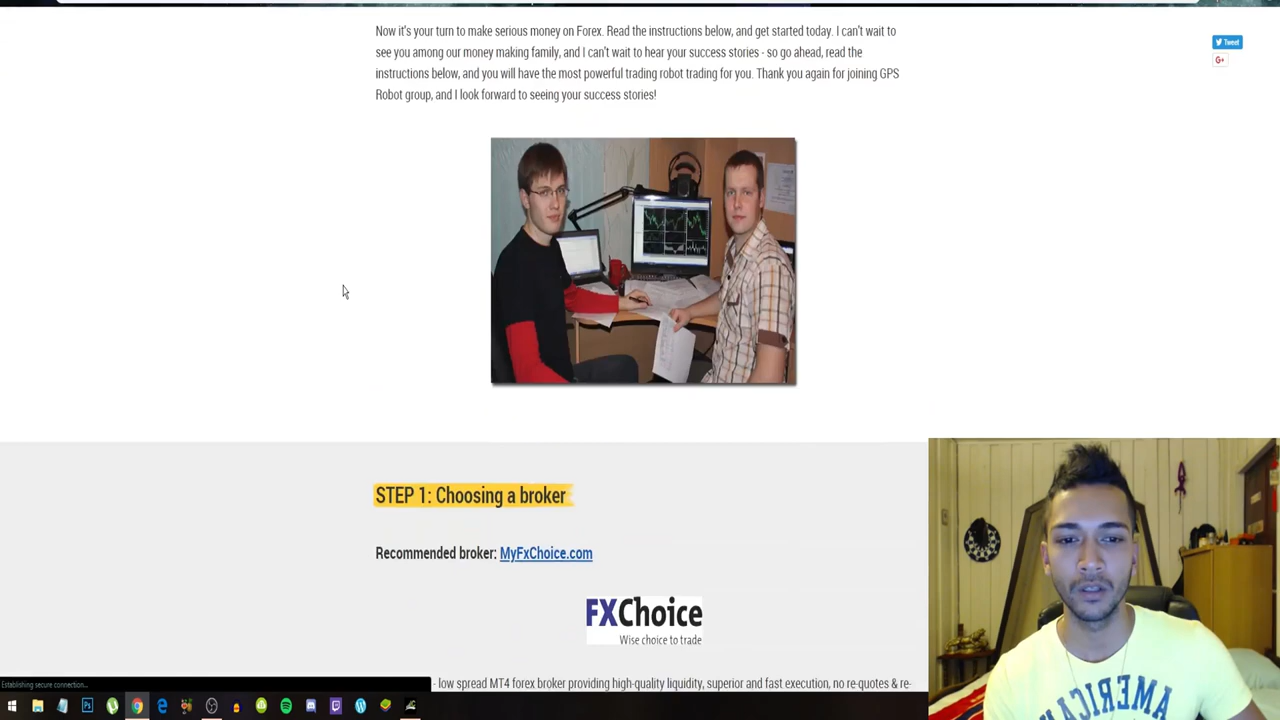 Now it's your turn to make serious money on Forex. Read the instructions below, and get started today. I can't wait to
see you among our money making family, and I can't wait to hear your success stories - so go ahead, read the
instructions below, and you will have the most powerful trading robot trading for you. Thank you again for joining GPS
Robot group, and I look forward to seeing your success stories!
Tweet
G+
STEP 1: Choosing a broker
Recommended broker: MyFxChoice.com
FXChoice
Wise choice to trade
- low spread MT4 forex broker providing high-quality liquidity, superior and fast execution, no re-quotes & re-
Establishing secure connection...
AMERICAN